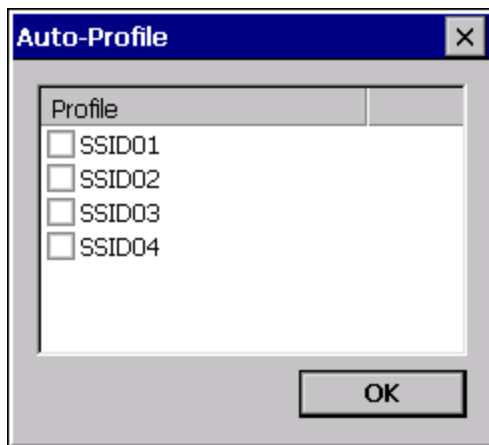 Auto-Profile
Profile
SSID01
SSID02
SSID03
SSID04
OK